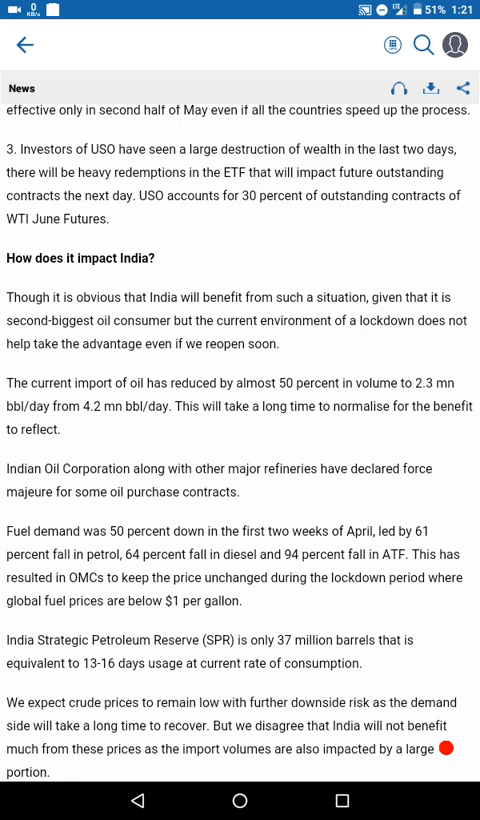 0
KB/s
LTE
51% 1:21
News
effective only in second half of May even if all the countries speed up the process.
3. Investors of USO have seen a large destruction of wealth in the last two days,
there will be heavy redemptions in the ETF that will impact future outstanding
contracts the next day. USO accounts for 30 percent of outstanding contracts of
WTI June Futures.
How does it impact India?
Though it is obvious that India will benefit from such a situation, given that it is
second-biggest oil consumer but the current environment of a lockdown does not
help take the advantage even if we reopen soon.
The current import of oil has reduced by almost 50 percent in volume to 2.3 mn
bbl/day from 4.2 mn bbl/day. This will take a long time to normalise for the benefit
to reflect.
Indian Oil Corporation along with other major refineries have declared force
majeure for some oil purchase contracts.
Fuel demand was 50 percent down in the first two weeks of April, led by 61
percent fall in petrol, 64 percent fall in diesel and 94 percent fall in ATF. This has
resulted in OMCs to keep the price unchanged during the lockdown period where
global fuel prices are below $1 per gallon.
India Strategic Petroleum Reserve (SPR) is only 37 million barrels that is
equivalent to 13-16 days usage at current rate of consumption.
We expect crude prices to remain low with further downside risk as the demand
side will take a long time to recover. But we disagree that India will not benefit
much from these prices as the import volumes are also impacted by a large
portion.